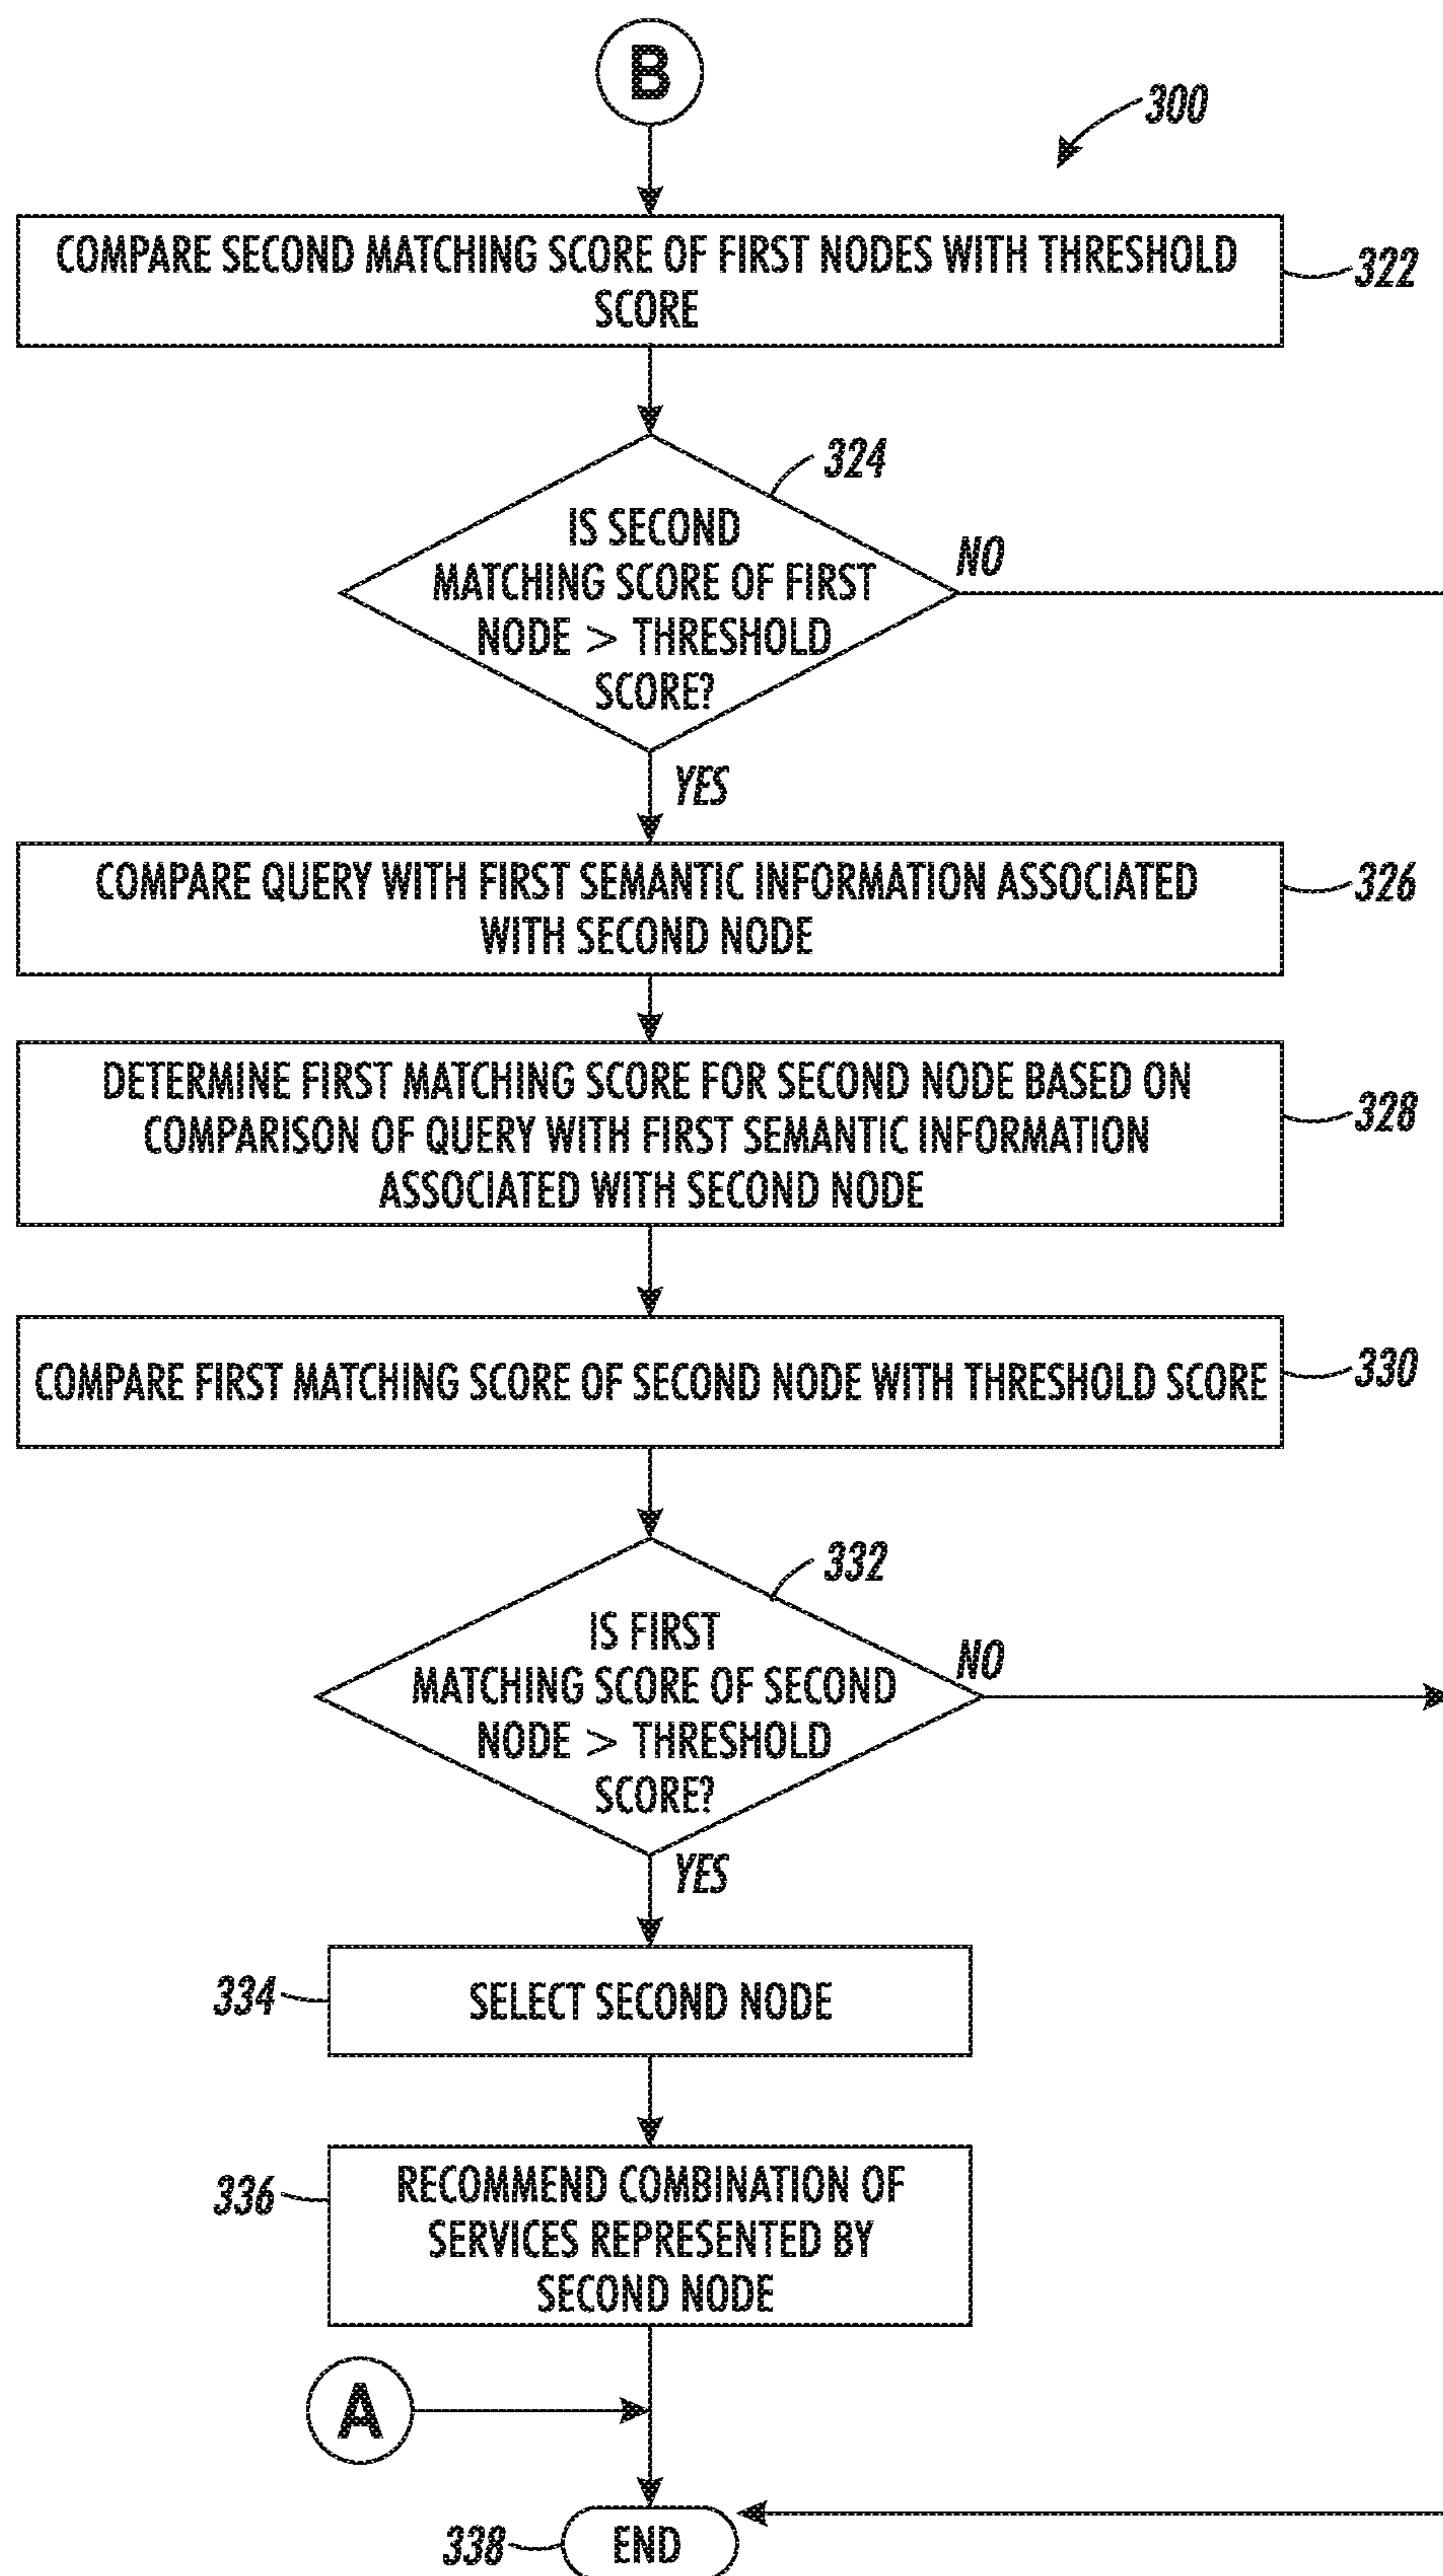 B
300
COMPARE SECOND MATCHING SCORE OF FIRST NODES WITH THRESHOLD
SCORE
322
324
IS SECOND
MATCHING SCORE OF FIRST
NODE > THRESHOLD
SCORE?
NO
YES
COMPARE QUERY WITH FIRST SEMANTIC INFORMATION ASSOCIATED
WITH SECOND NODE
326
DETERMINE FIRST MATCHING SCORE FOR SECOND NODE BASED ON
COMPARISON OF QUERY WITH FIRST SEMANTIC INFORMATION
ASSOCIATED WITH SECOND NODE
328
COMPARE FIRST MATCHING SCORE OF SECOND NODE WITH THRESHOLD SCORE
330
332
IS FIRST
MATCHING SCORE OF SECOND
NODE > THRESHOLD
SCORE?
NO
YES
334
SELECT SECOND NODE
336
RECOMMEND COMBINATION OF
SERVICES REPRESENTED BY
SECOND NODE
A
338
END